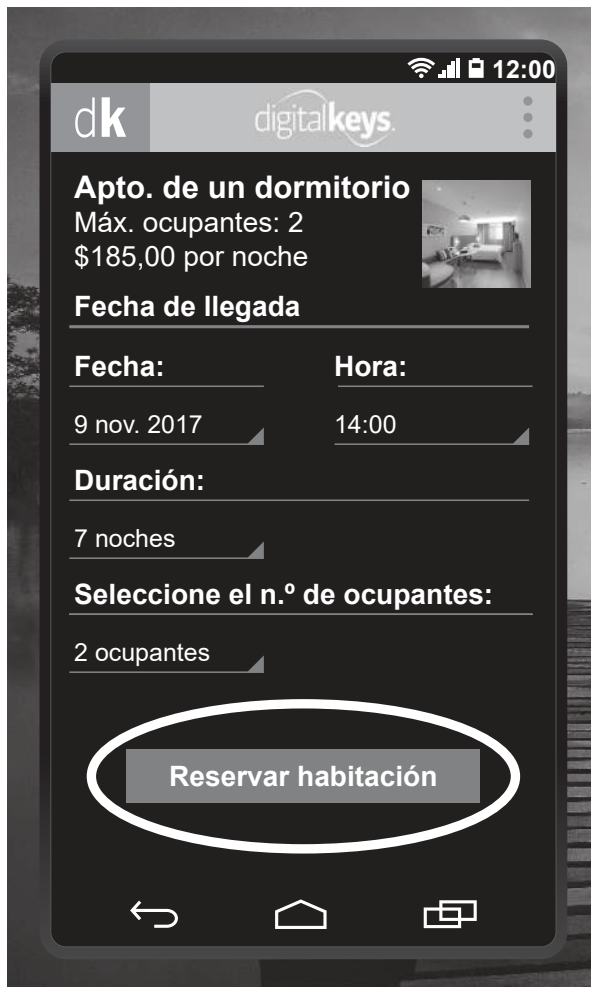 12:00
dk digitalkeys.
Apto. de un dormitorio
Máx. ocupantes: 2
$185,00 por noche
Fecha de llegada
Fecha: Hora:
9 nov. 2017 14:00
Duración:
7 noches
Seleccione el n.º de ocupantes:
2 ocupantes
Reservar habitación